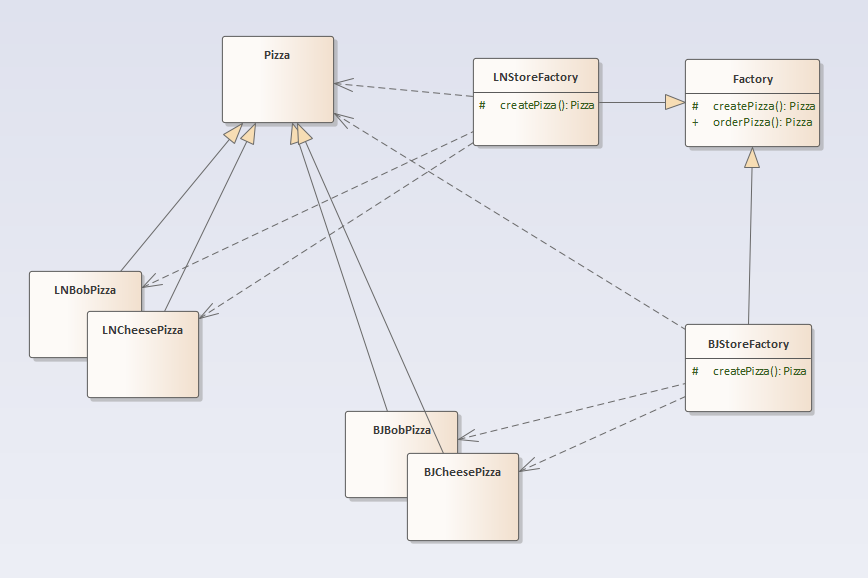 Pizza
LNStoreFactory
# createPizza(): Pizza
Factory
# createPizza(): Pizza
+ orderPizza(): Pizza
LNBobPizza
LNCheesePizza
BJStoreFactory
# createPizza(): Pizza
BJBobPizza
BJCheesePizza